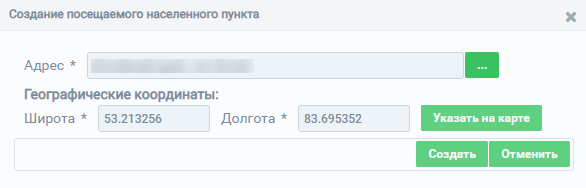 Создание посещаемого населенного пункта
Адрес * ...
Географические координаты:
Широта * 53.213256 Долгота * 83.695352 Указать на карте
Создать Отменить